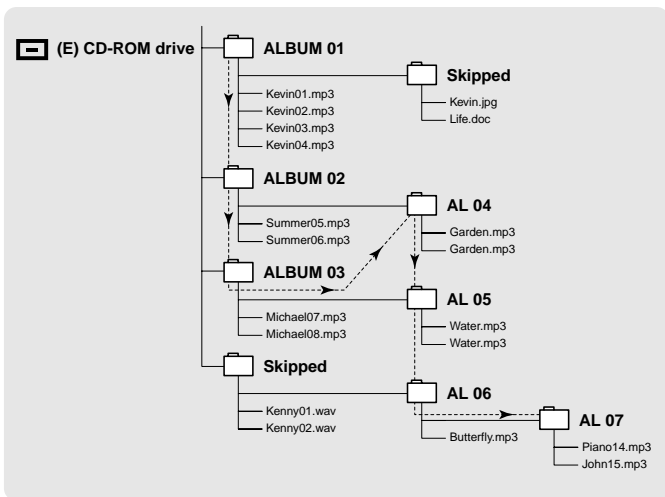 (E) CD-ROM drive
ALBUM 01
Skipped
Kevin01.mp3
Kevin02.mp3
Kevin03.mp3
Kevin04.mp3
Kevin.jpg
Life.doc
ALBUM 02
AL 04
Summer05.mp3
Summer06.mp3
Garden.mp3
Garden.mp3
ALBUM 03
AL 05
Michael07.mp3
Michael08.mp3
Water.mp3
Water.mp3
Skipped
AL 06
Kenny01.wav
Kenny02.wav
Butterfly.mp3
AL 07
Piano14.mp3
John15.mp3